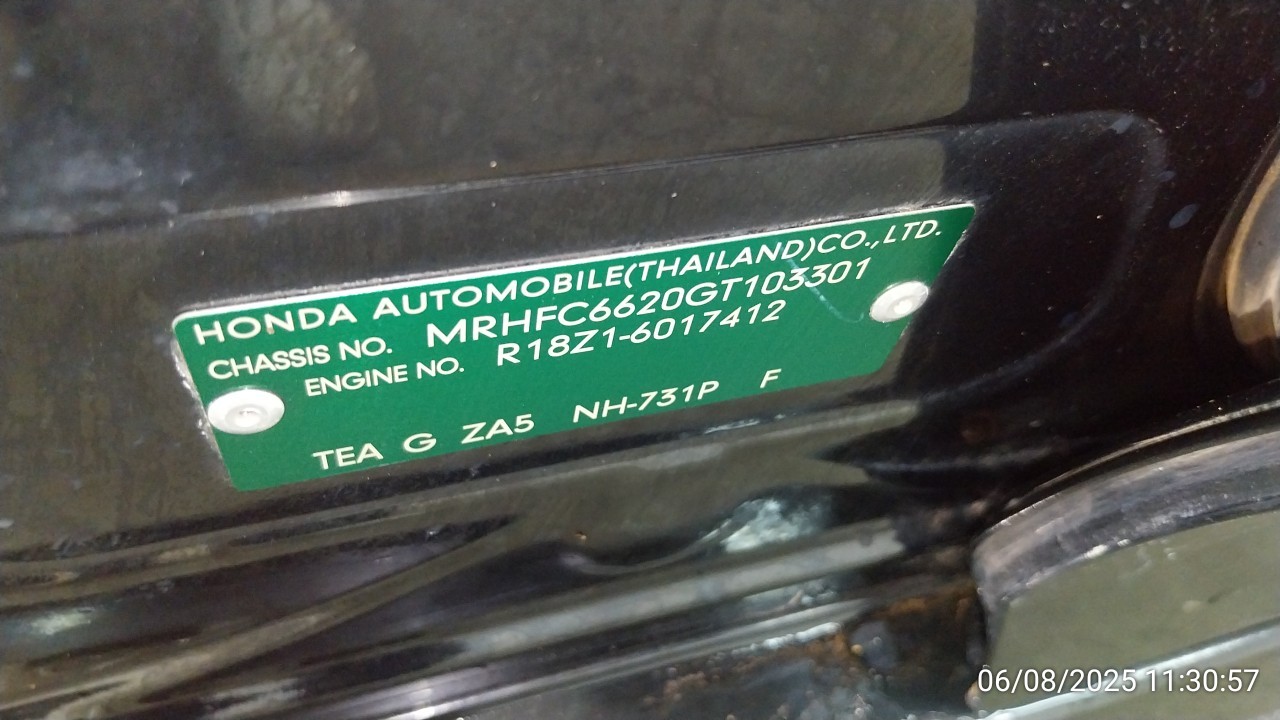 HONDA AUTOMOBILE(THAILAND)CO.,LTD.
CHASSIS NO. MRHFC6620GT103301
ENGINE NO. R18Z1-6017412
TEA G ZA5 NH-731P F
06/08/2025 11:30:57